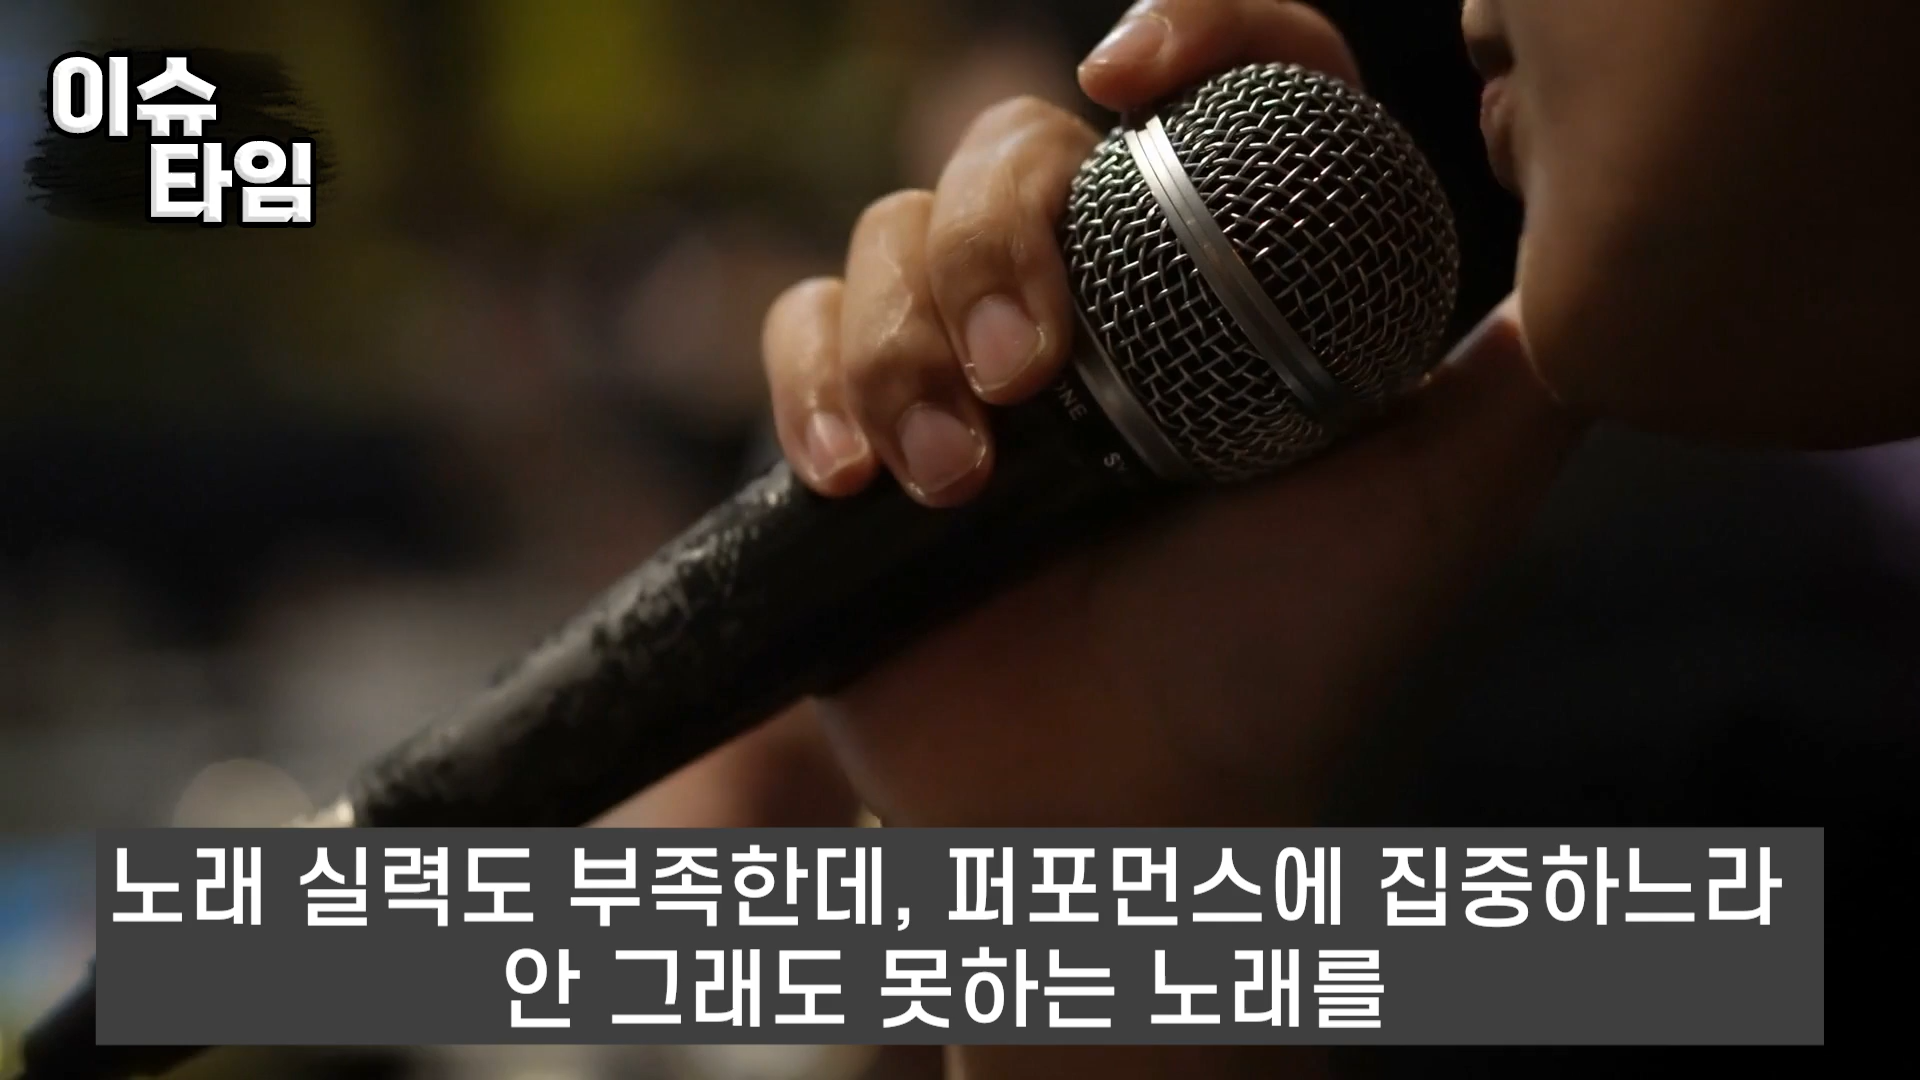 이슈
타임
ONE
노래 실력도 부족한데, 퍼포먼스에 집중하느라
안 그래도 못하는 노래를